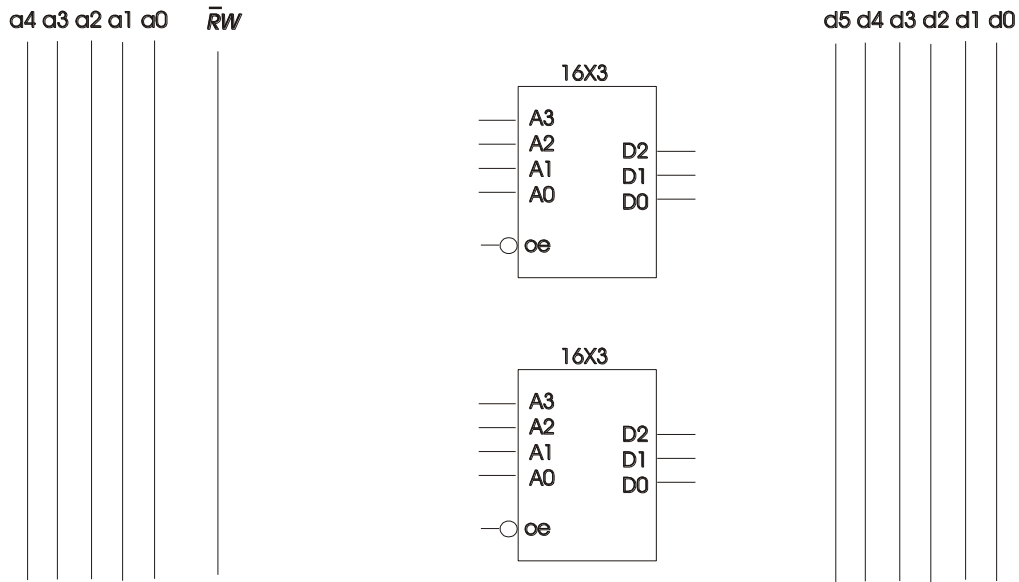 a4 a3 a2 a1 a0 R̅W d5 d4 d3 d2 d1 d0
16X3
A3
A2
A1
A0
D2
D1
D0
oe
16X3
A3
A2
A1
A0
D2
D1
D0
oe